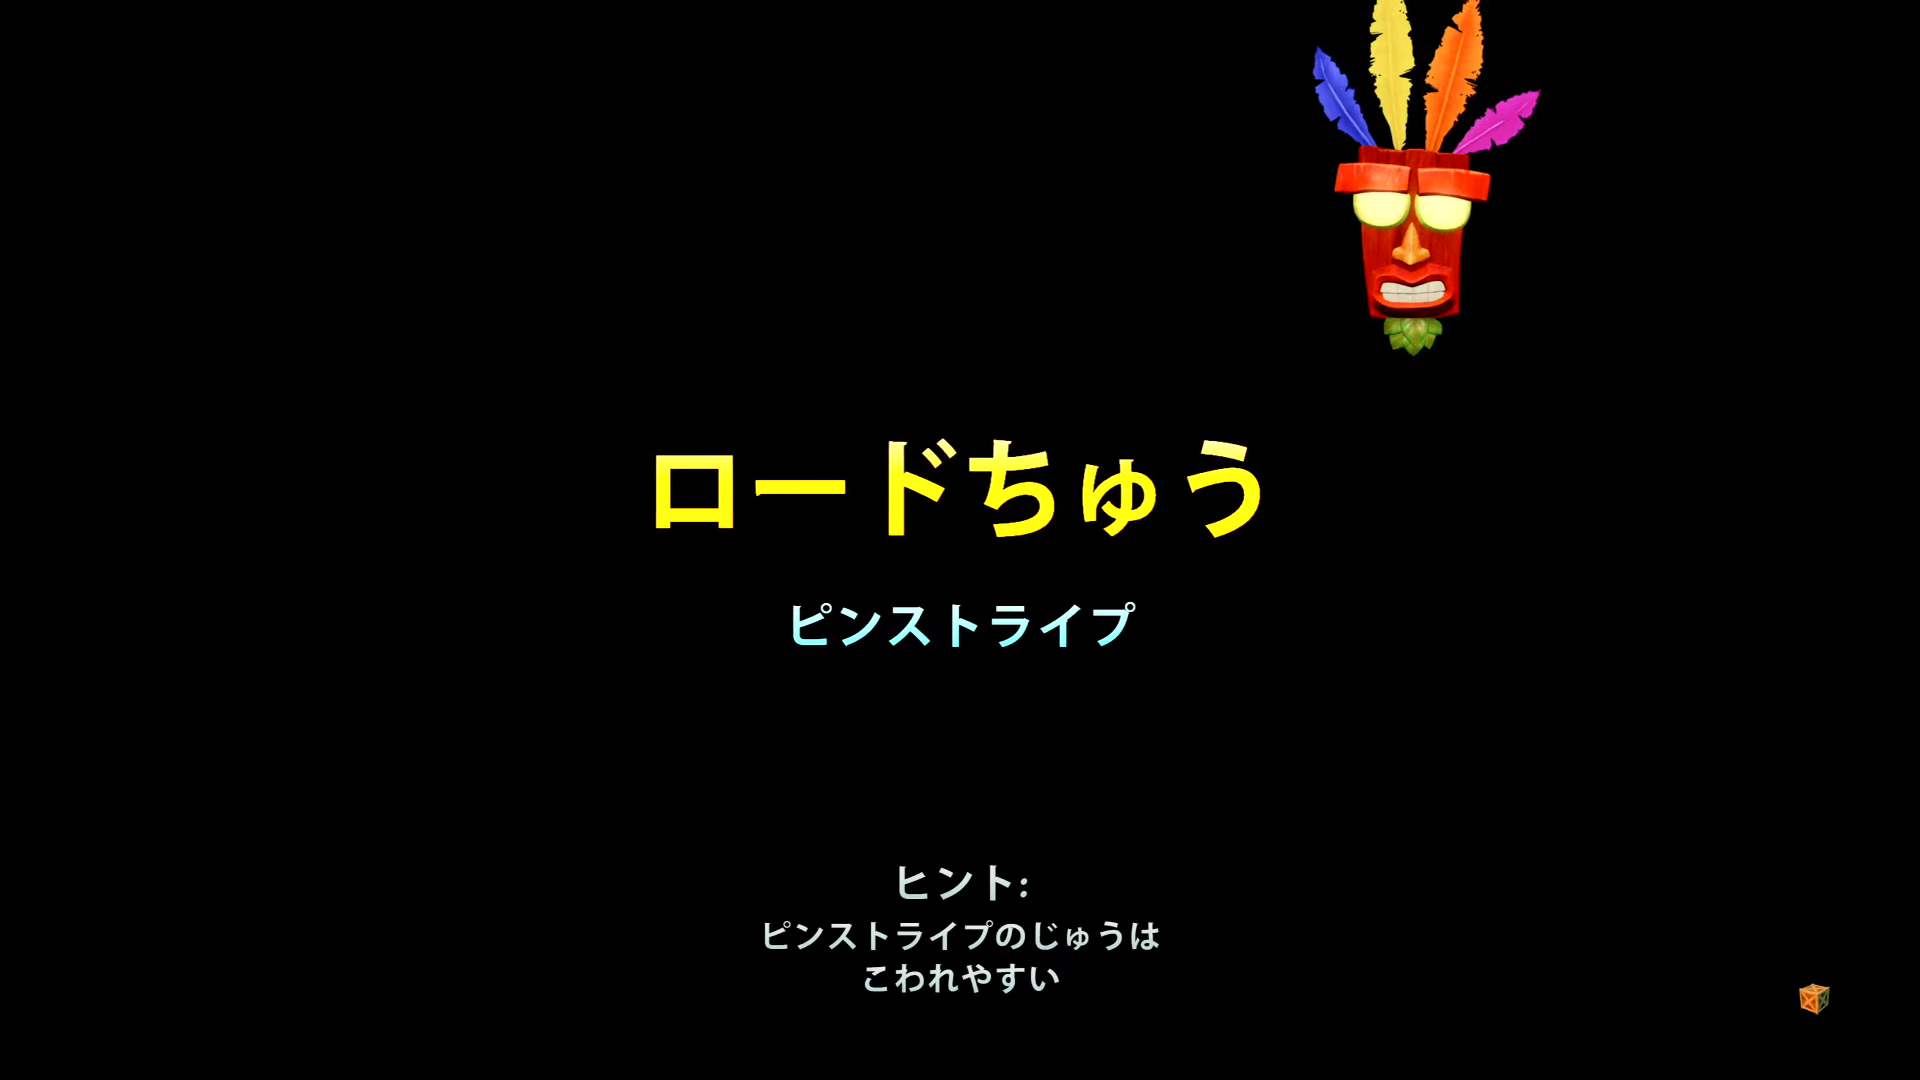 ロードちゅう
ピンストライプ
ヒント:
ピンストライプのじゅうは
こわれやすい